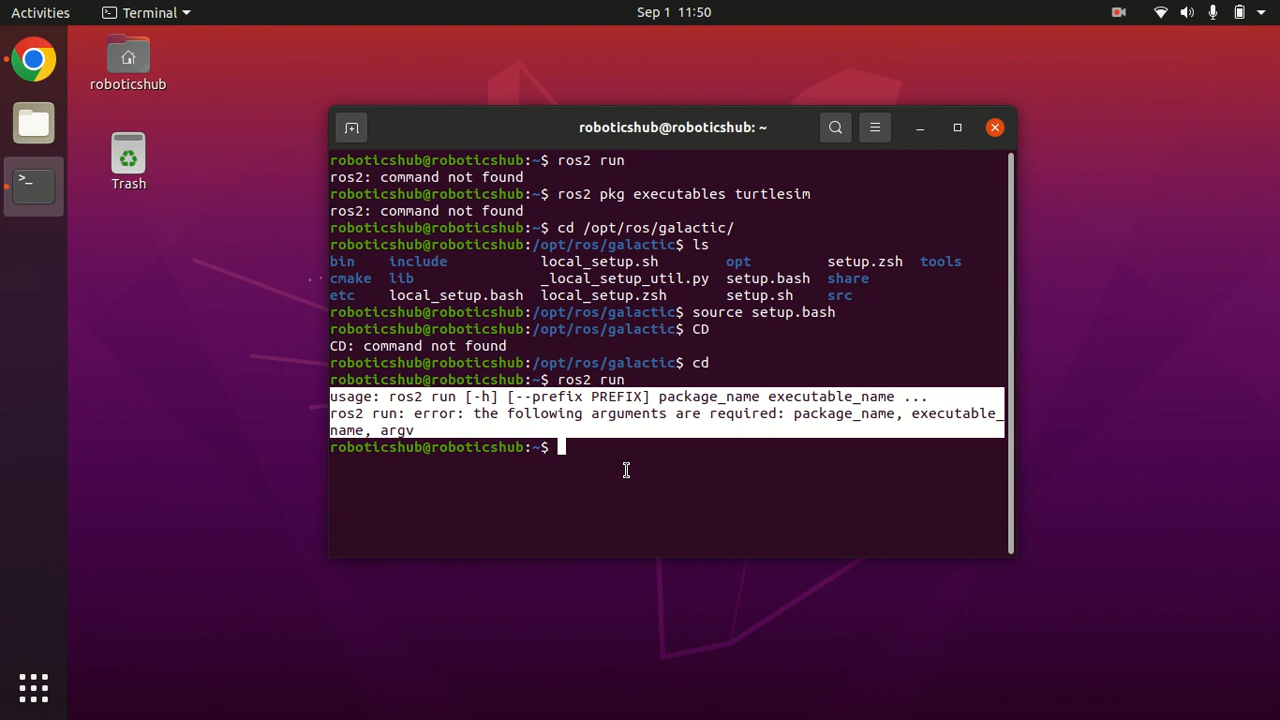 Activities
Terminal
Sep 1 11:50
roboticshub
Trash
roboticshub@roboticshub: ~
roboticshub@roboticshub:~$ ros2 run
ros2: command not found
roboticshub@roboticshub:~$ ros2 pkg executables turtlesim
ros2: command not found
roboticshub@roboticshub:~$ cd /opt/ros/galactic/
roboticshub@roboticshub:/opt/ros/galactic$ ls
bin include local_setup.sh opt setup.zsh tools
cmake lib _local_setup_util.py setup.bash share
etc local_setup.bash local_setup.zsh setup.sh src
roboticshub@roboticshub:/opt/ros/galactic$ source setup.bash
roboticshub@roboticshub:/opt/ros/galactic$ CD
CD: command not found
roboticshub@roboticshub:/opt/ros/galactic$ cd
roboticshub@roboticshub:~$ ros2 run
usage: ros2 run [-h] [--prefix PREFIX] package_name executable_name ...
ros2 run: error: the following arguments are required: package_name, executable_
name, argv
roboticshub@roboticshub:~$